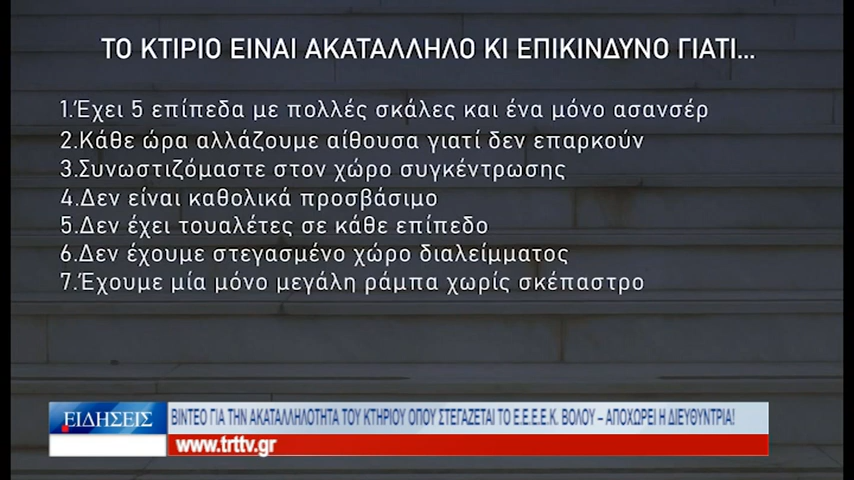 ΤΟ ΚΤΙΡΙΟ ΕΙΝΑΙ ΑΚΑΤΑΛΛΗΛΟ ΚΙ ΕΠΙΚΙΝΔΥΝΟ ΓΙΑΤΙ...
1.Έχει 5 επίπεδα με πολλές σκάλες και ένα μόνο ασανσέρ
2.Κάθε ώρα αλλάζουμε αίθουσα γιατί δεν επαρκούν
3.Συνωστιζόμαστε στον χώρο συγκέντρωσης
4.Δεν είναι καθολικά προσβάσιμο
5.Δεν έχει τουαλέτες σε κάθε επίπεδο
6.Δεν έχουμε στεγασμένο χώρο διαλείμματος
7.Έχουμε μία μόνο μεγάλη ράμπα χωρίς σκέπαστρο
ΕΙΔΗΣΕΙΣ ΒΙΝΤΕΟ ΓΙΑ ΤΗΝ ΑΚΑΤΑΛΛΗΛΟΤΗΤΑ ΤΟΥ ΚΤΗΡΙΟΥ ΟΠΟΥ ΣΤΕΓΑΖΕΤΑΙ ΤΟ Ε.Ε.Ε.Ε.Κ. ΒΟΛΟΥ – ΑΠΟΧΩΡΕΙ Η ΔΙΕΥΘΥΝΤΡΙΑ!
www.trttv.gr